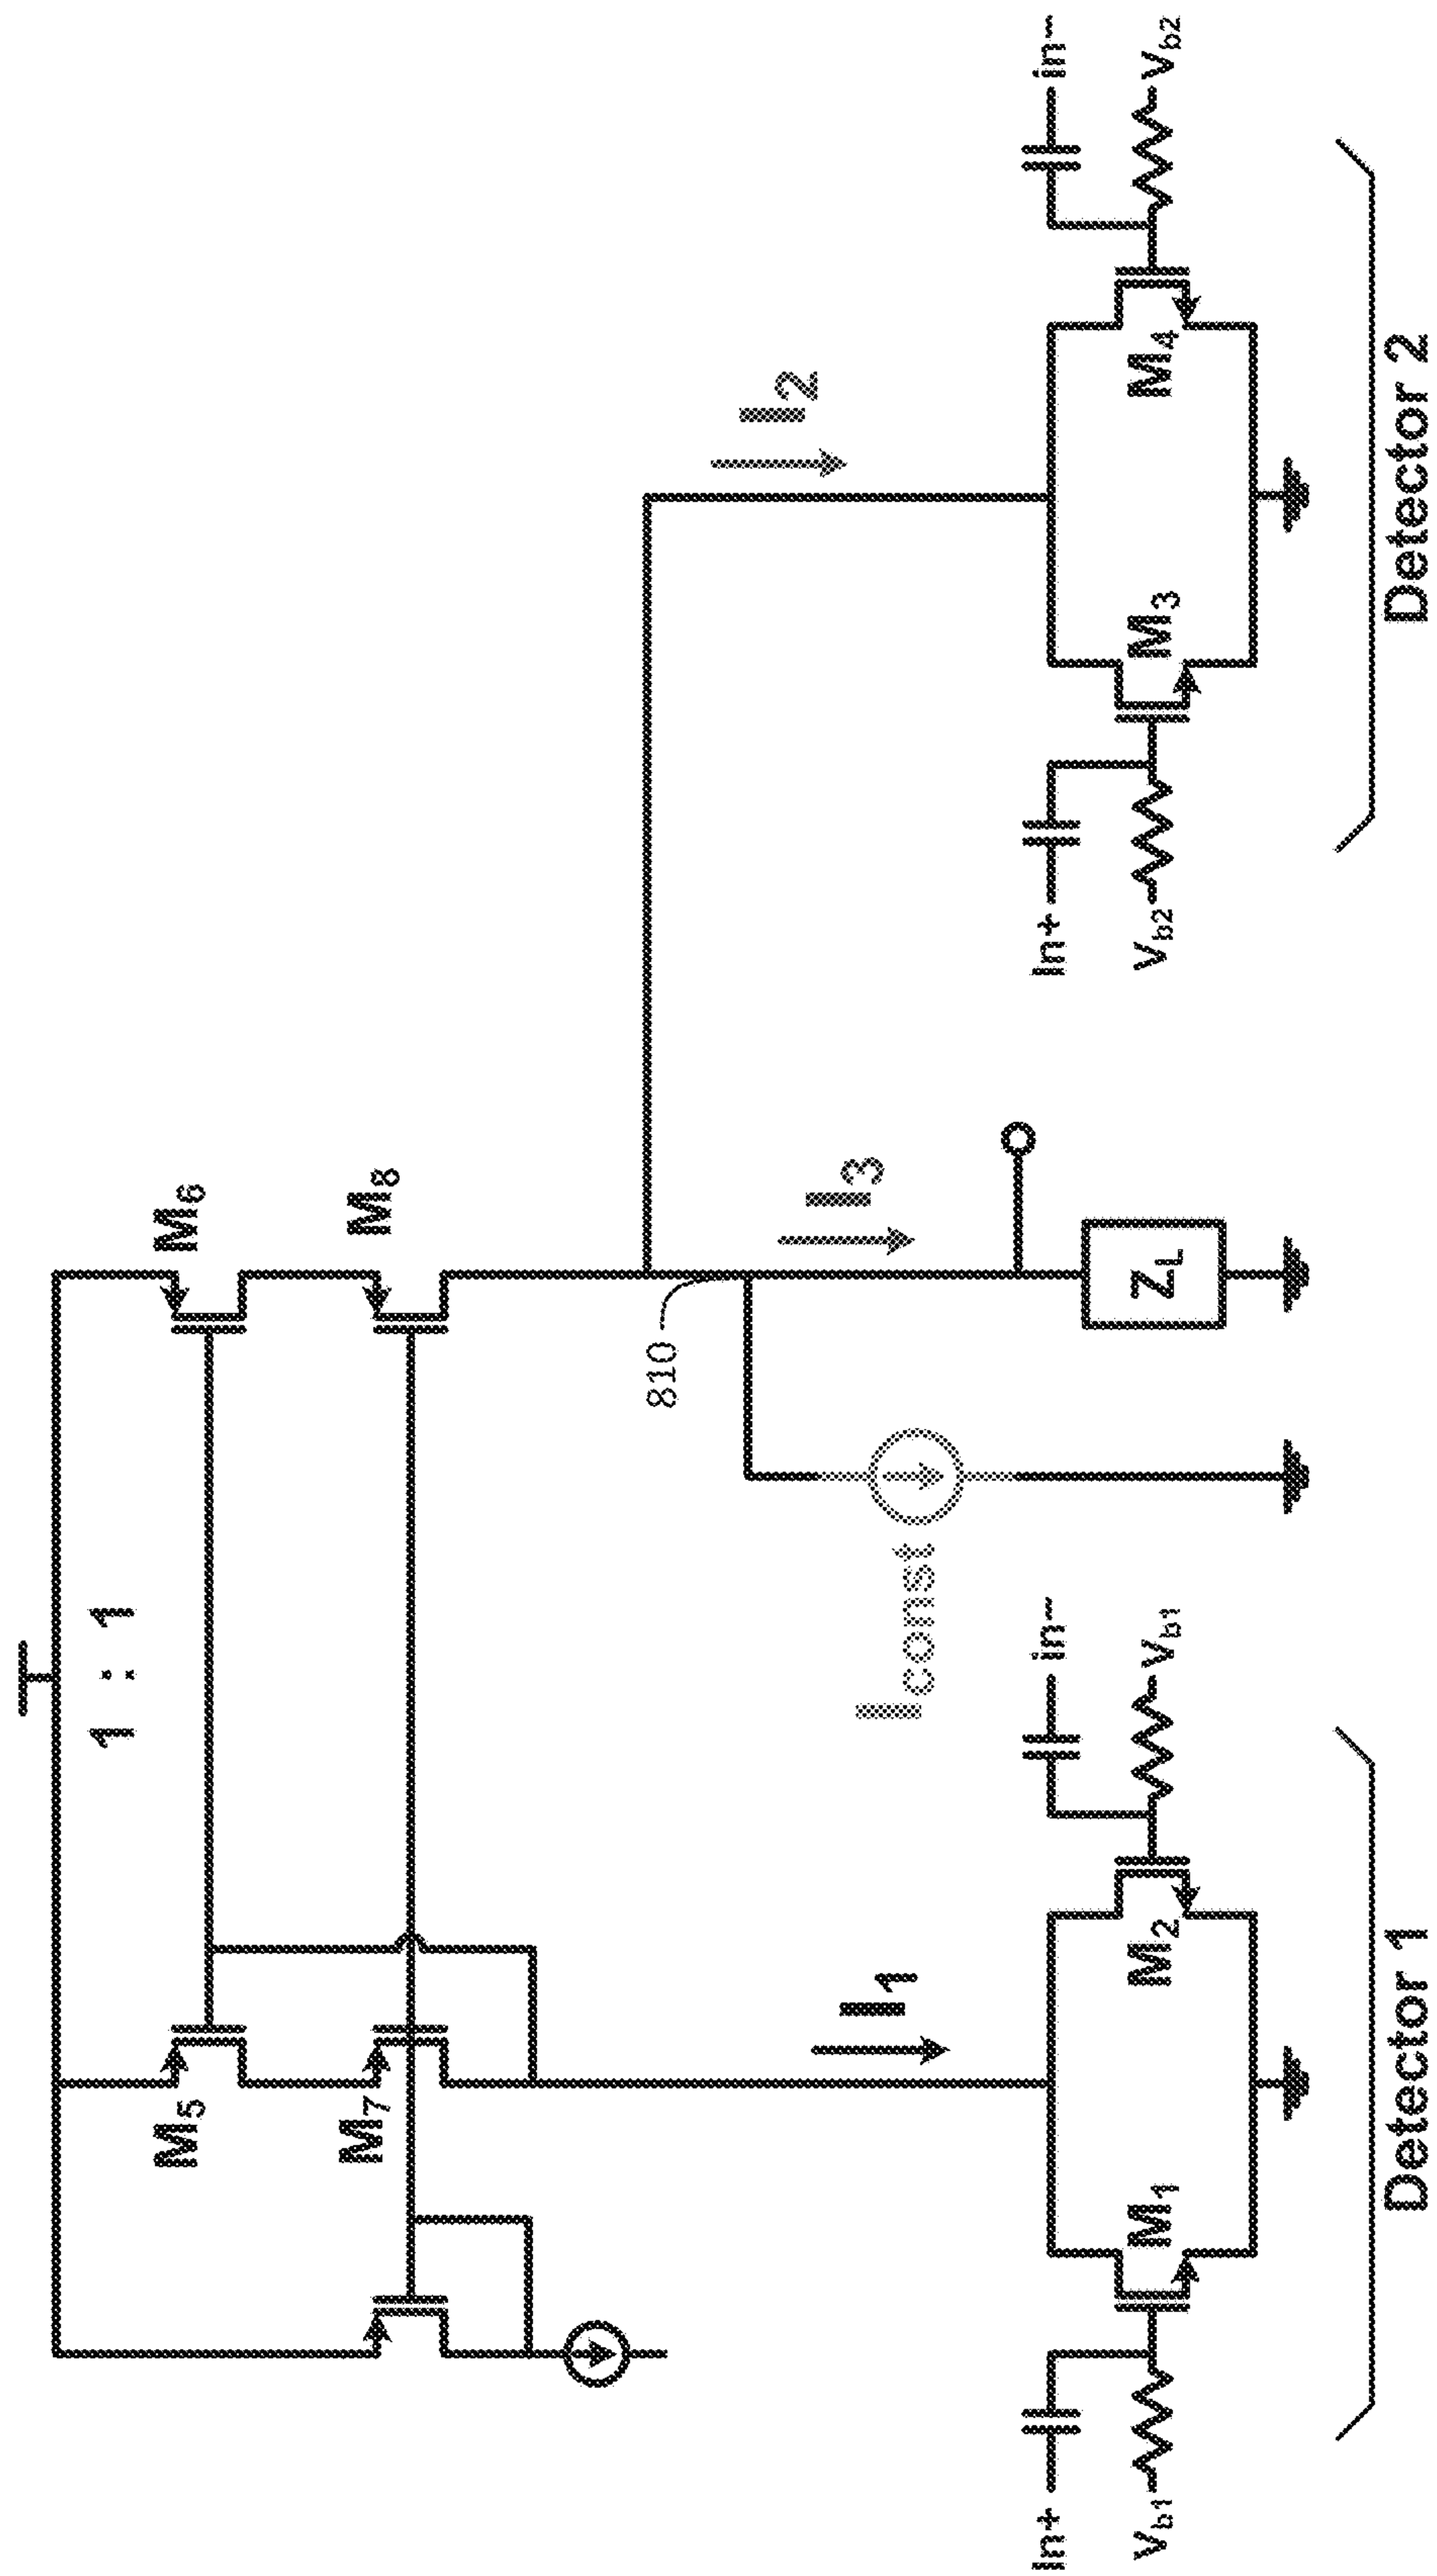 1 : 1
M5
M6
M7
M8
810
I1
Iconst
I3
I2
In+
in−
In+
in−
M1
M2
ZL
M3
M4
Vb1
Vb1
Vb2
Vb2
Detector 1
Detector 2